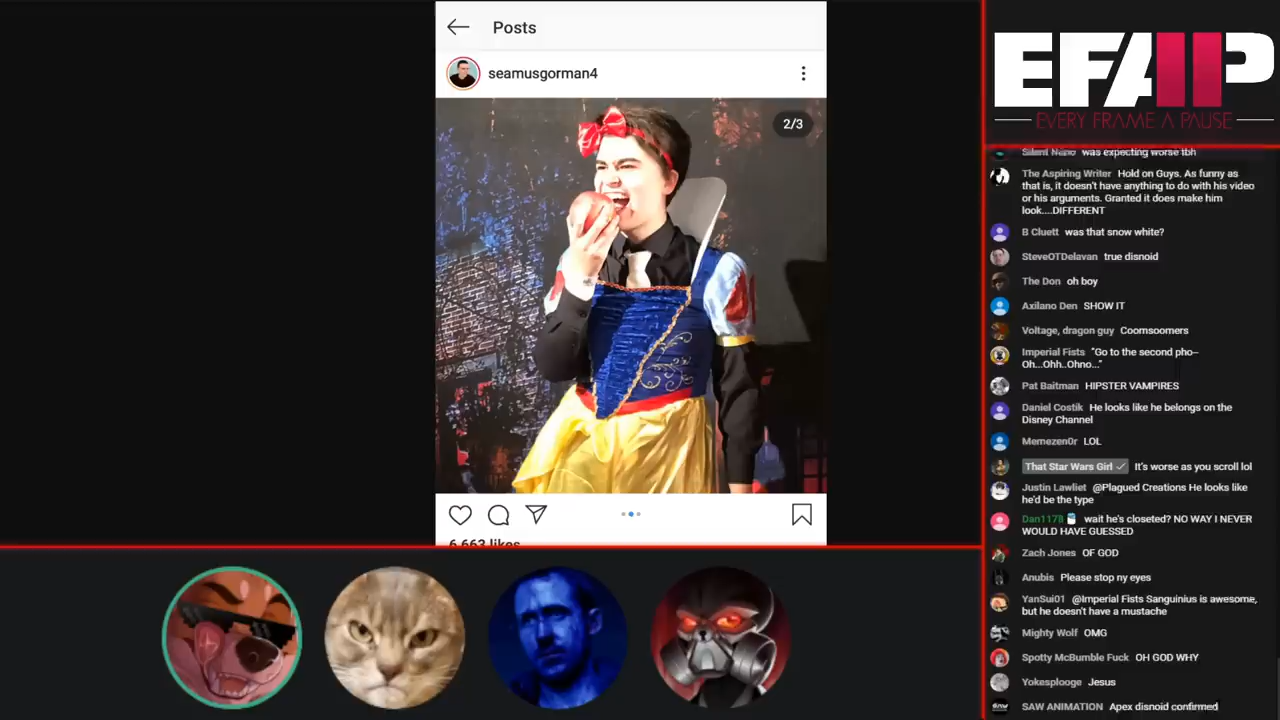 Posts
seamusgorman4
2/3
6,663 likes
EFAP
EVERY FRAME A PAUSE
Silent Nano was expecting worse tbh
The Aspiring Writer Hold on Guys. As funny as
that is, it doesn't have anything to do with his video
or his arguments. Granted it does make him
look....DIFFERENT
B Cluett was that snow white?
SteveOTDelavan true disnoid
The Don oh boy
Axilano Den SHOW IT
Voltage, dragon guy Coomsoomers
Imperial Fists "Go to the second pho--
Oh...Ohh..Ohno..."
Pat Baitman HIPSTER VAMPIRES
Daniel Costik He looks like he belongs on the
Disney Channel
Memezen0r LOL
That Star Wars Girl It's worse as you scroll lol
Justin Lawliet @Plagued Creations He looks like
he'd be the type
Dan117B wait he's closeted? NO WAY I NEVER
WOULD HAVE GUESSED
Zach Jones OF GOD
Anubis Please stop ny eyes
YanSui01 @Imperial Fists Sanguinius is awesome,
but he doesn't have a mustache
Mighty Wolf OMG
Spotty McBumble Fuck OH GOD WHY
Yokesplooge Jesus
SAW ANIMATION Apex disnoid confirmed